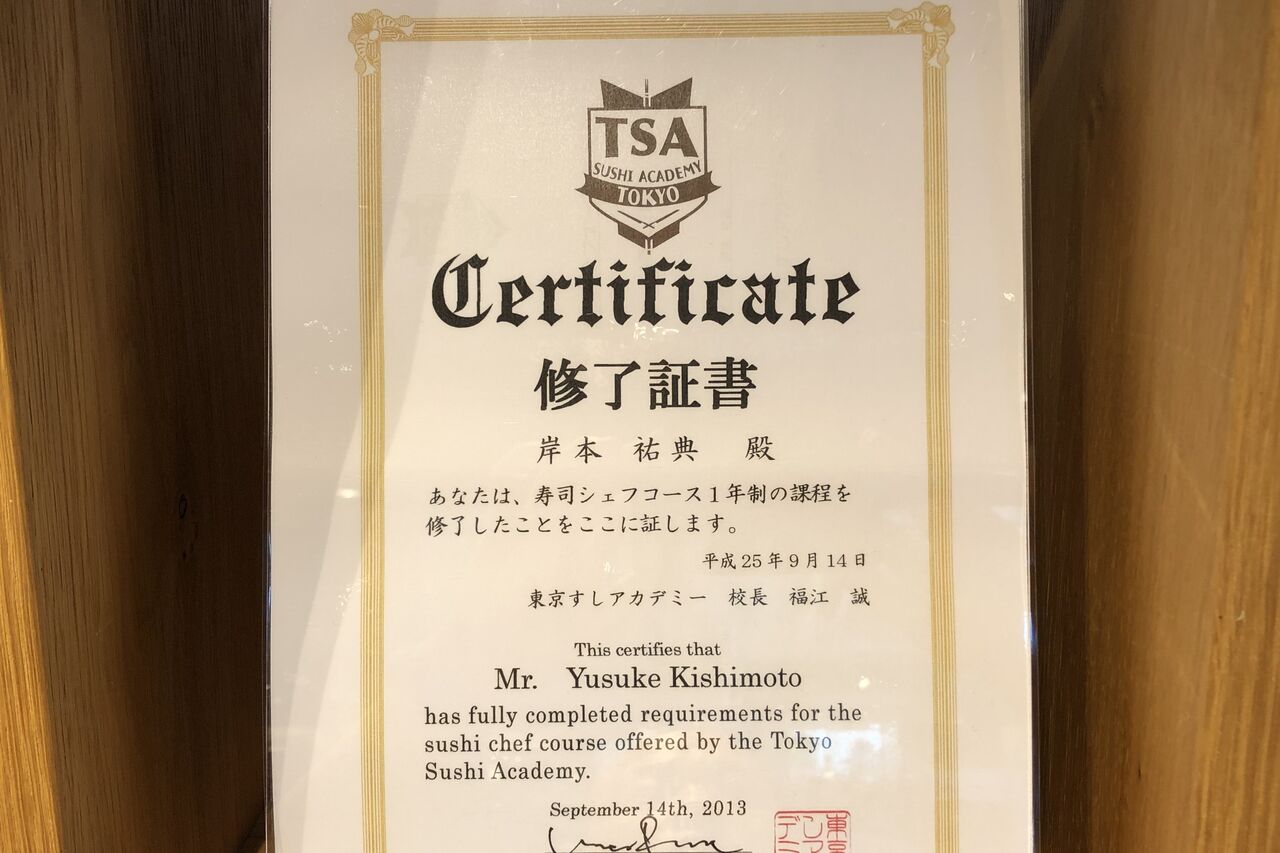 TSA
SUSHI ACADEMY
TOKYO
Certificate
修了証書
岸本 祐典 殿
あなたは、寿司シェフコース1年制の課程を
修了したことをここに証します。
平成25年9月14日
東京すしアカデミー 校長 福江 誠
This certifies that
Mr. Yusuke Kishimoto
has fully completed requirements for the
sushi chef course offered by the Tokyo
Sushi Academy.
September 14th, 2013